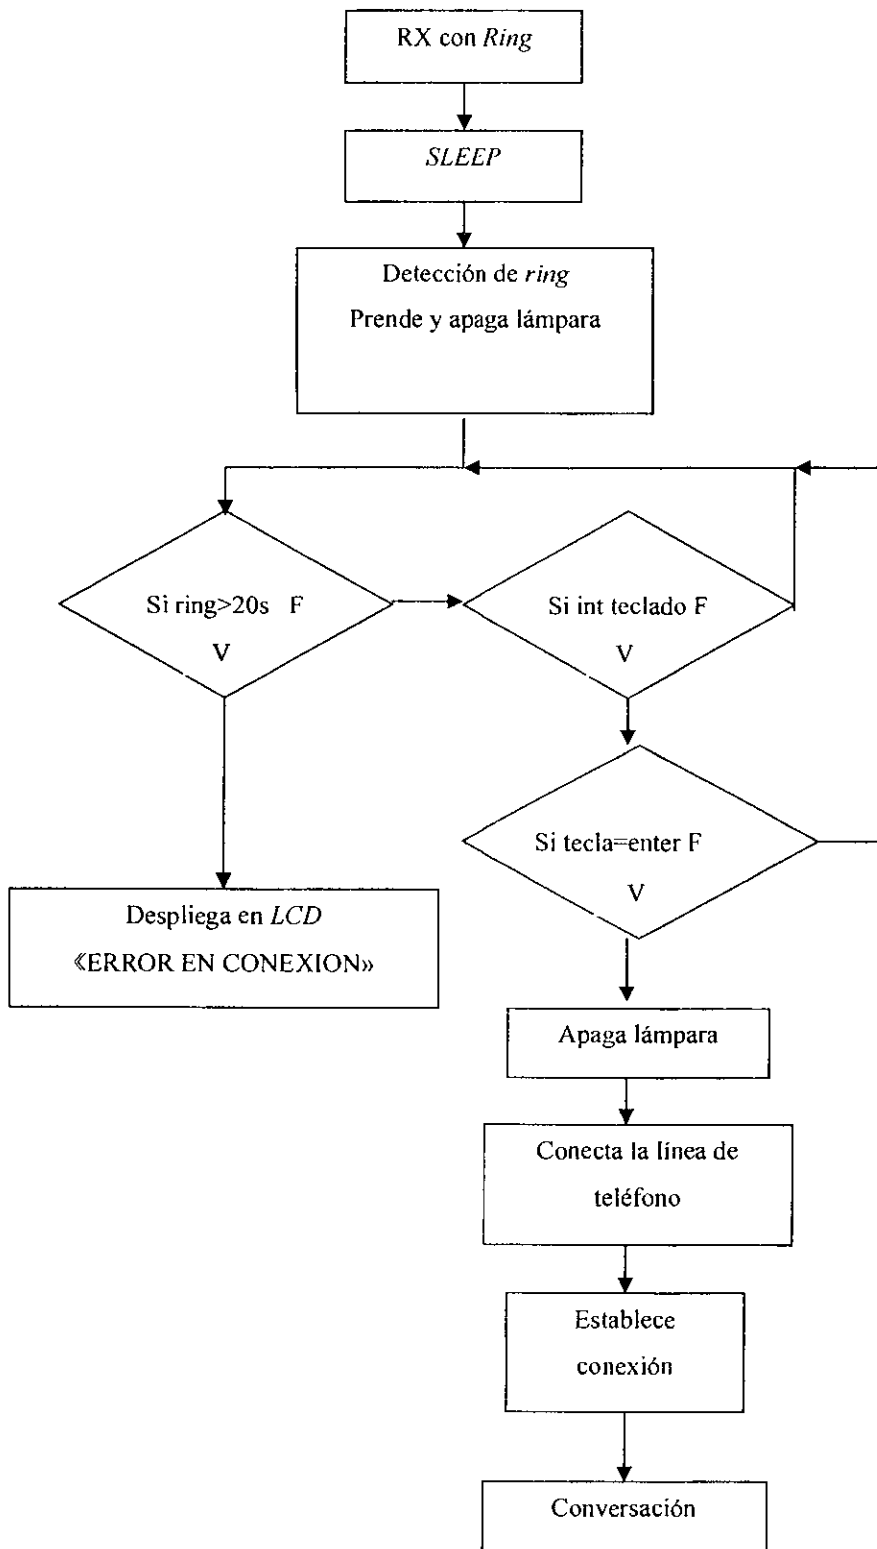 RX con Ring
SLEEP
Detección de ring
Prende y apaga lámpara
Si ring>20s F
V
Si int teclado F
V
Si tecla=enter F
V
Despliega en LCD
《ERROR EN CONEXION»
Apaga lámpara
Conecta la línea de
teléfono
Establece
conexión
Conversación